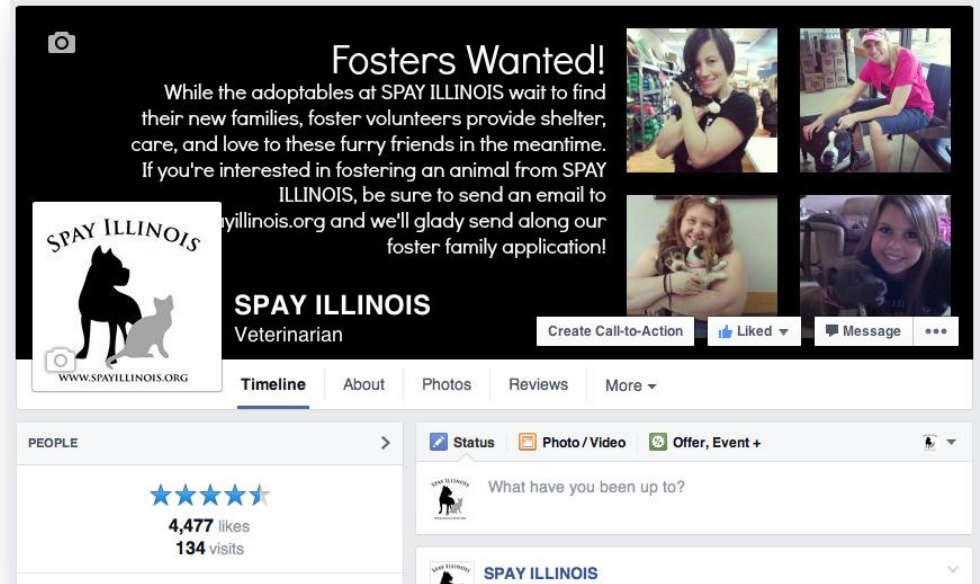 Fosters Wanted!
While the adoptables at SPAY ILLINOIS wait to find
their new families, foster volunteers provide shelter,
care, and love to these furry friends in the meantime.
If you're interested in fostering an animal from SPAY
ILLINOIS, be sure to send an email to
yillinois.org and we'll glady send along our
foster family application!
SPAY ILLINOIS
WWW.SPAYILLINOIS.ORG
SPAY ILLINOIS
Veterinarian
Create Call-to-Action
Liked
Message
Timeline
About
Photos
Reviews
More
PEOPLE
4,477 likes
134 visits
Status
Photo / Video
Offer, Event +
SPAY ILLINOIS
What have you been up to?
SPAY ILLINOIS
SPAY ILLINOIS